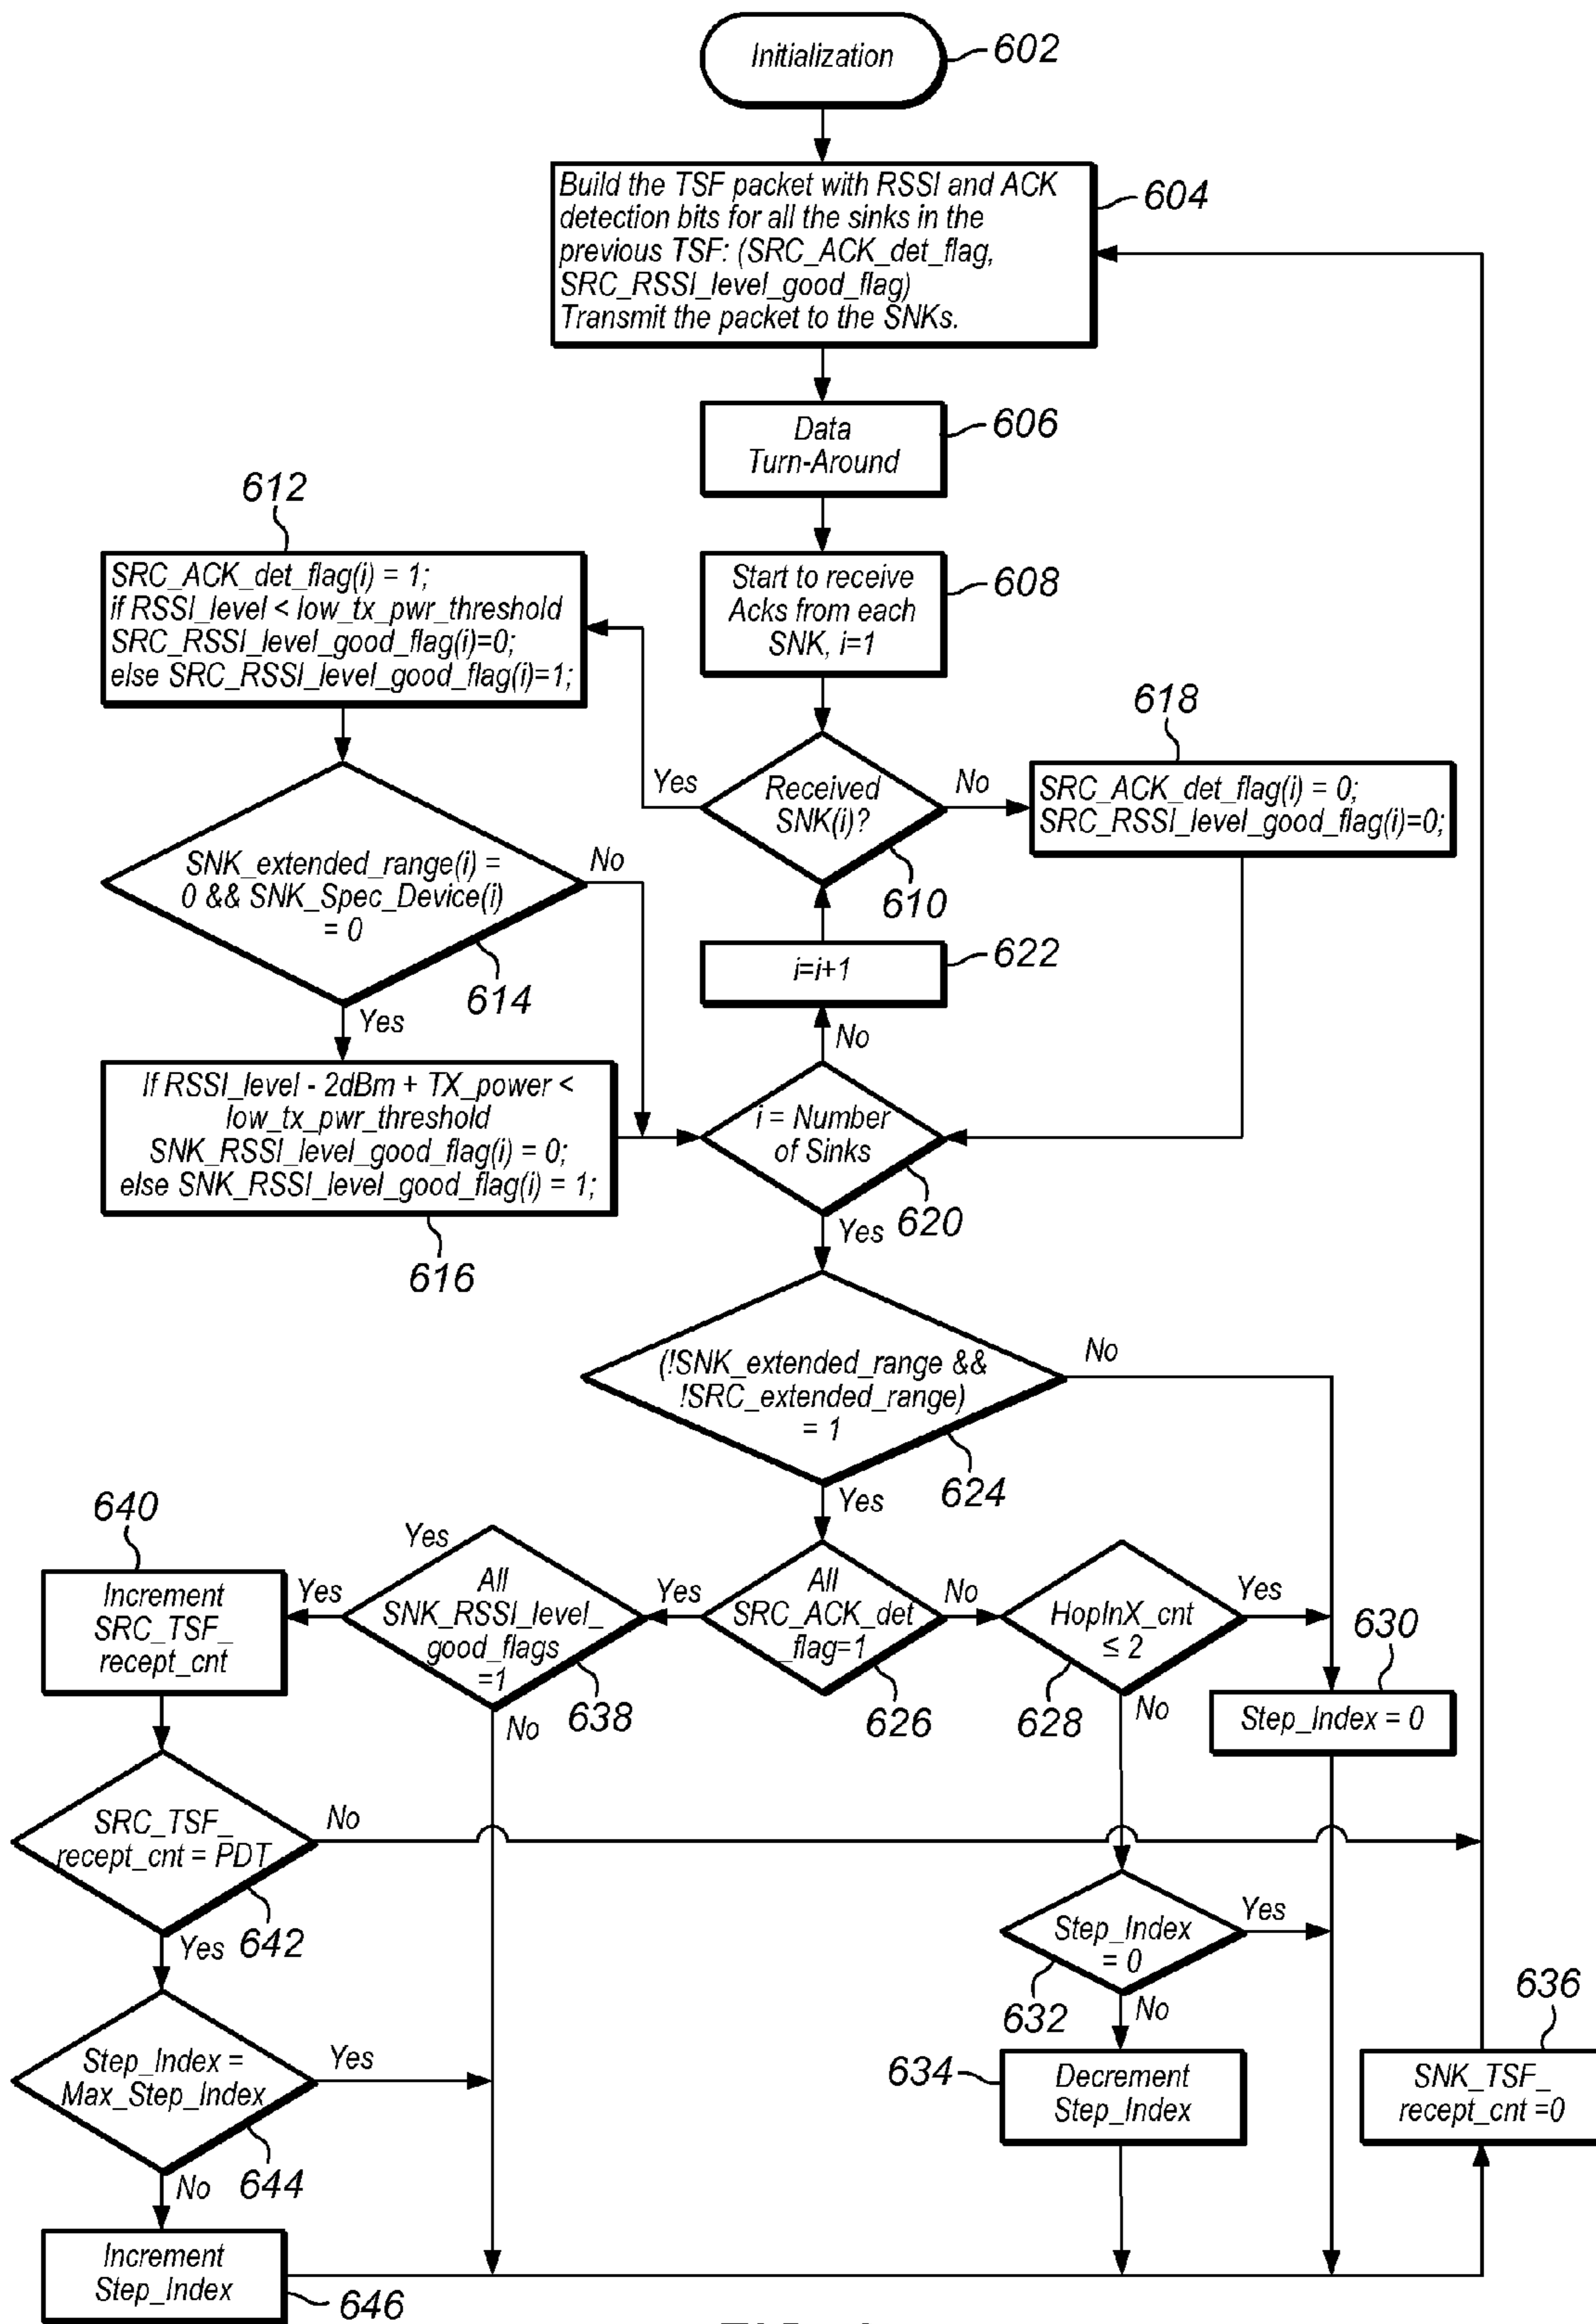 Initialization
602
Build the TSF packet with RSSI and ACK
detection bits for all the sinks in the
previous TSF: (SRC_ACK_det_flag,
SRC_RSSI_level_good_flag)
Transmit the packet to the SNKs.
604
Data
Turn-Around
606
Start to receive
Acks from each
SNK, i=1
608
612
SRC_ACK_det_flag(i) = 1;
if RSSI_level < low_tx_pwr_threshold
SRC_RSSI_level_good_flag(i)=0;
else SRC_RSSI_level_good_flag(i)=1;
Received
SNK(i)?
Yes
No
610
618
SRC_ACK_det_flag(i) = 0;
SRC_RSSI_level_good_flag(i)=0;
SNK_extended_range(i) =
0 && SNK_Spec_Device(i)
= 0
No
614
Yes
i=i+1
622
No
If RSSI_level - 2dBm + TX_power <
low_tx_pwr_threshold
SNK_RSSI_level_good_flag(i) = 0;
else SNK_RSSI_level_good_flag(i) = 1;
616
i = Number
of Sinks
620
Yes
(!SNK_extended_range &&
!SRC_extended_range)
= 1
No
624
Yes
640
Increment
SRC_TSF_
recept_cnt
Yes
Yes
All
SNK_RSSI_level_
good_flags
=1
638
No
Yes
All
SRC_ACK_det
_flag=1
626
No
HopInX_cnt
≤ 2
628
Yes
No
630
Step_Index = 0
SRC_TSF_
recept_cnt = PDT
No
642
Yes
Step_Index
= 0
Yes
632
No
636
Step_Index =
Max_Step_Index
Yes
644
No
634
Decrement
Step_Index
SNK_TSF_
recept_cnt =0
Increment
Step_Index
646